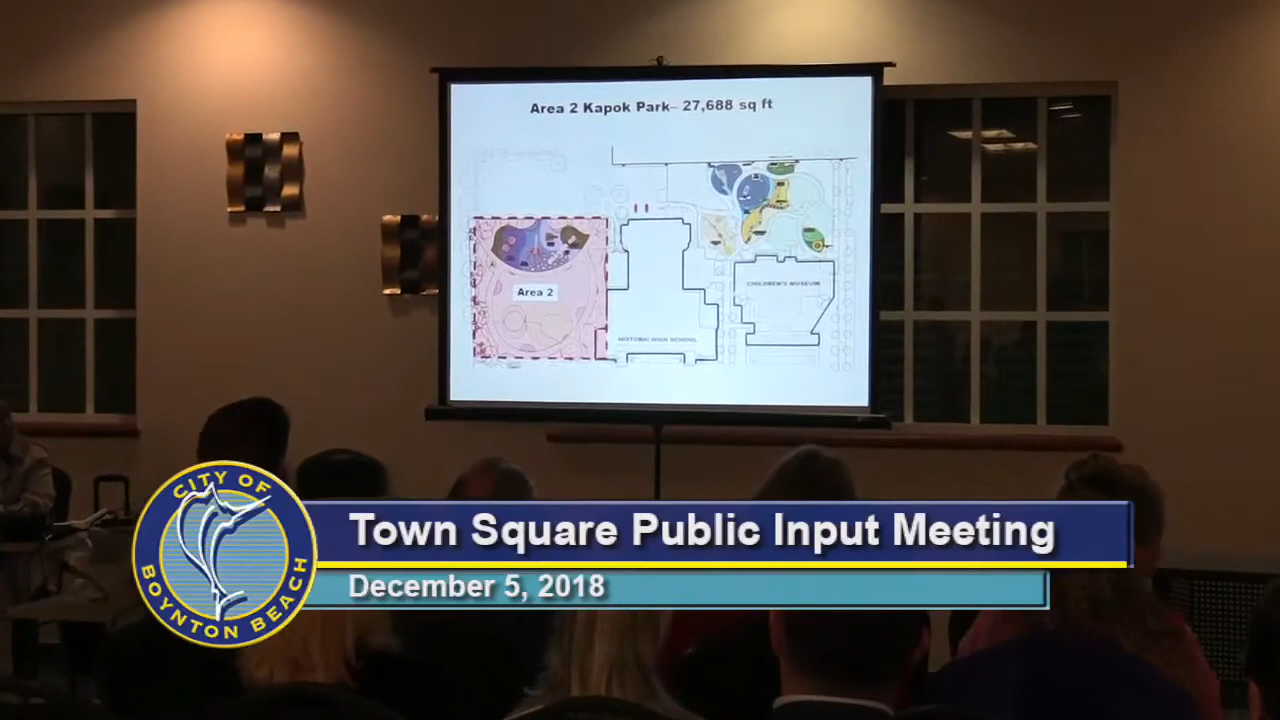 Area 2 Kapok Park– 27,688 sq ft
Area 2
CHILDREN'S MUSEUM
HISTORIC HIGH SCHOOL
CITY OF
BOYNTON BEACH
Town Square Public Input Meeting
December 5, 2018